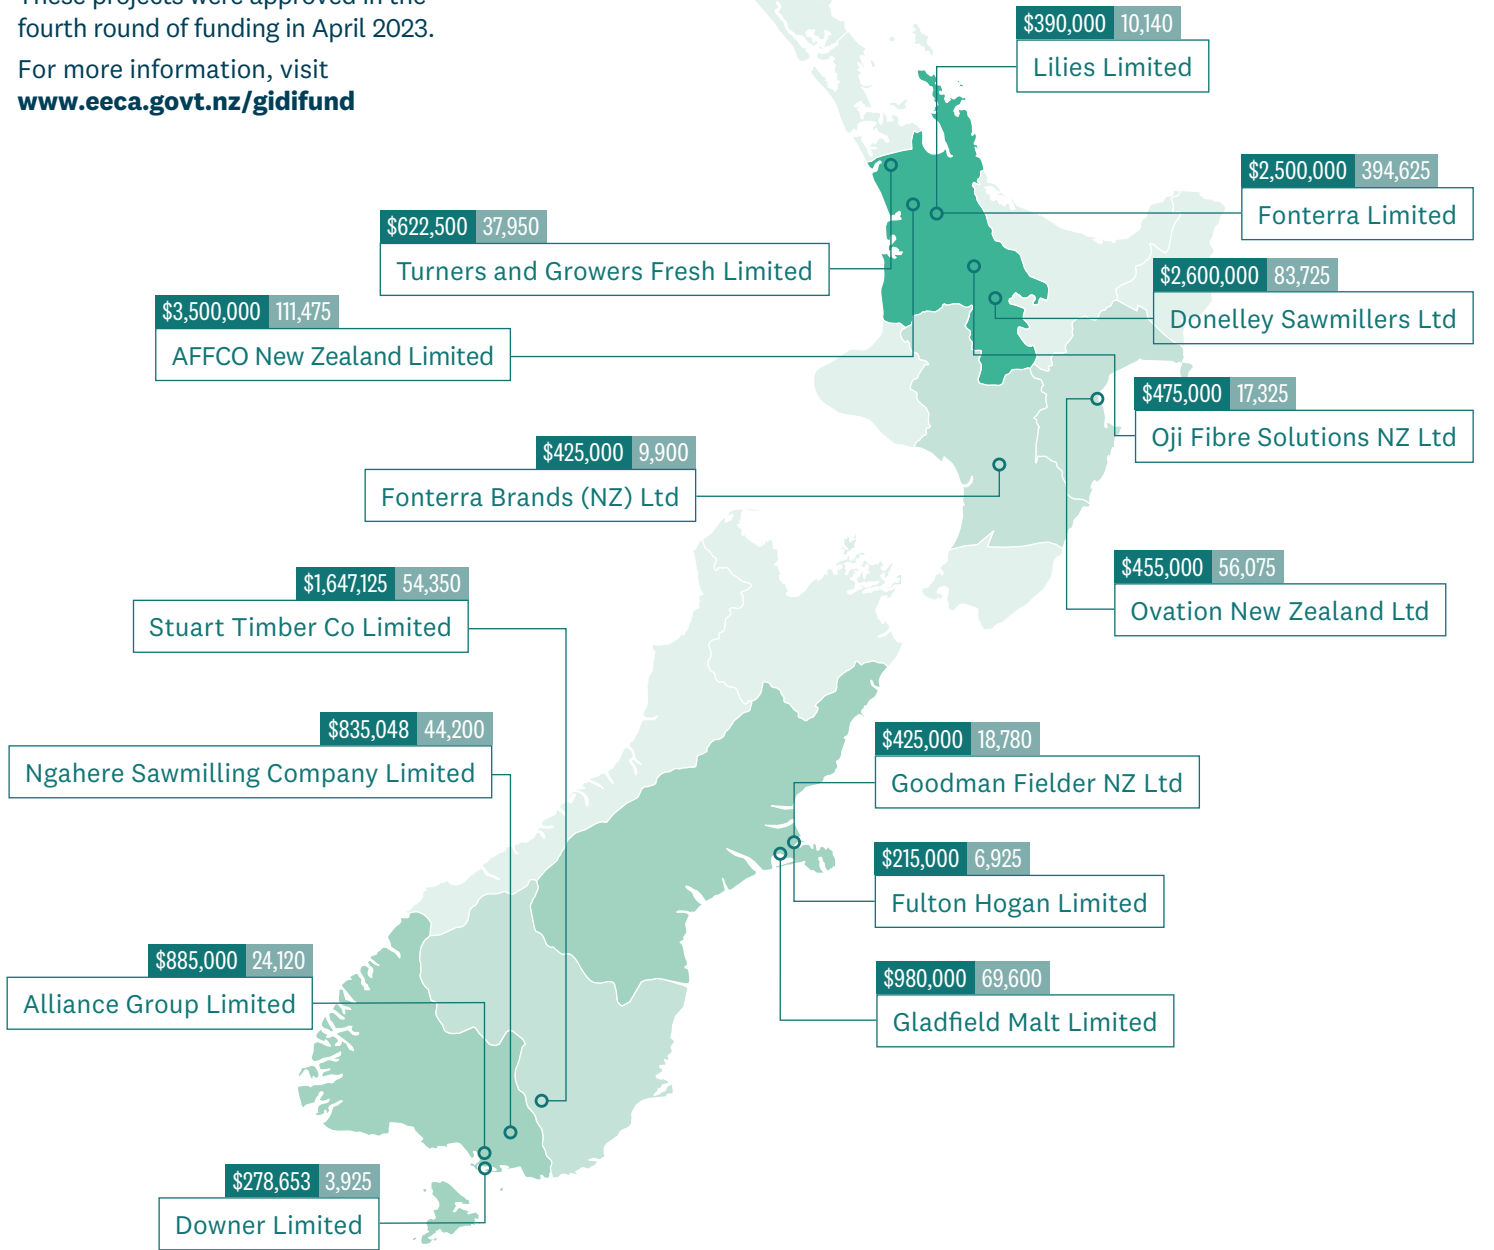 These projects were approved in the
fourth round of funding in April 2023.
For more information, visit
www.eeca.govt.nz/gidifund
$390,000 10,140
Lilies Limited
$2,500,000 394,625
Fonterra Limited
$622,500 37,950
Turners and Growers Fresh Limited
$2,600,000 83,725
Donelley Sawmillers Ltd
$3,500,000 111,475
AFFCO New Zealand Limited
$475,000 17,325
Oji Fibre Solutions NZ Ltd
$425,000 9,900
Fonterra Brands (NZ) Ltd
$455,000 56,075
Ovation New Zealand Ltd
$1,647,125 54,350
Stuart Timber Co Limited
$835,048 44,200
Ngahere Sawmilling Company Limited
$425,000 18,780
Goodman Fielder NZ Ltd
$215,000 6,925
Fulton Hogan Limited
$885,000 24,120
Alliance Group Limited
$980,000 69,600
Gladfield Malt Limited
$278,653 3,925
Downer Limited